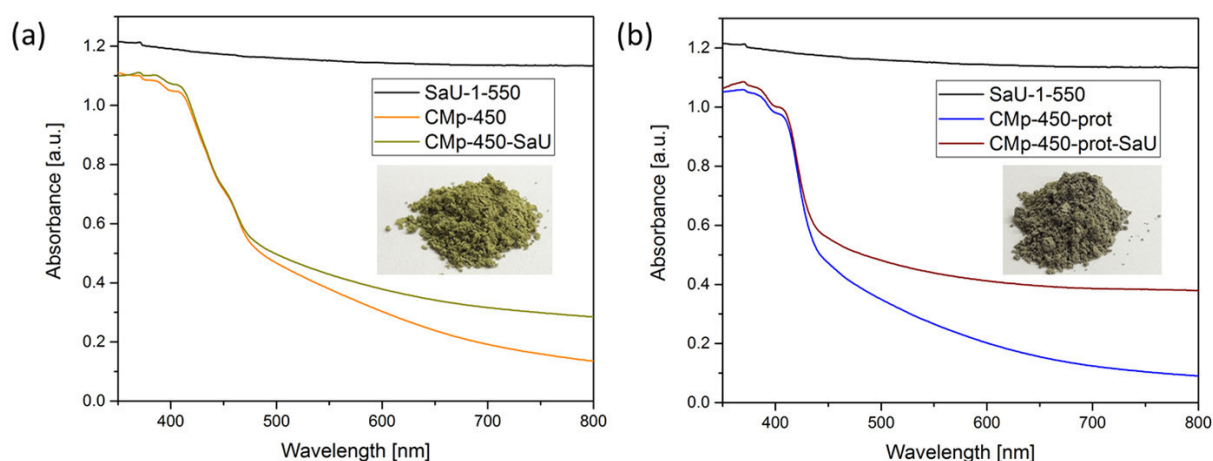 (a)
1.2
1.0
0.8
0.6
0.4
0.2
0.0
Absorbance [a.u.]
SaU-1-550
CMp-450
CMp-450-SaU
400
500
600
700
800
Wavelength [nm]
(b)
1.2
1.0
0.8
0.6
0.4
0.2
0.0
Absorbance [a.u.]
SaU-1-550
CMp-450-prot
CMp-450-prot-SaU
400
500
600
700
800
Wavelength [nm]